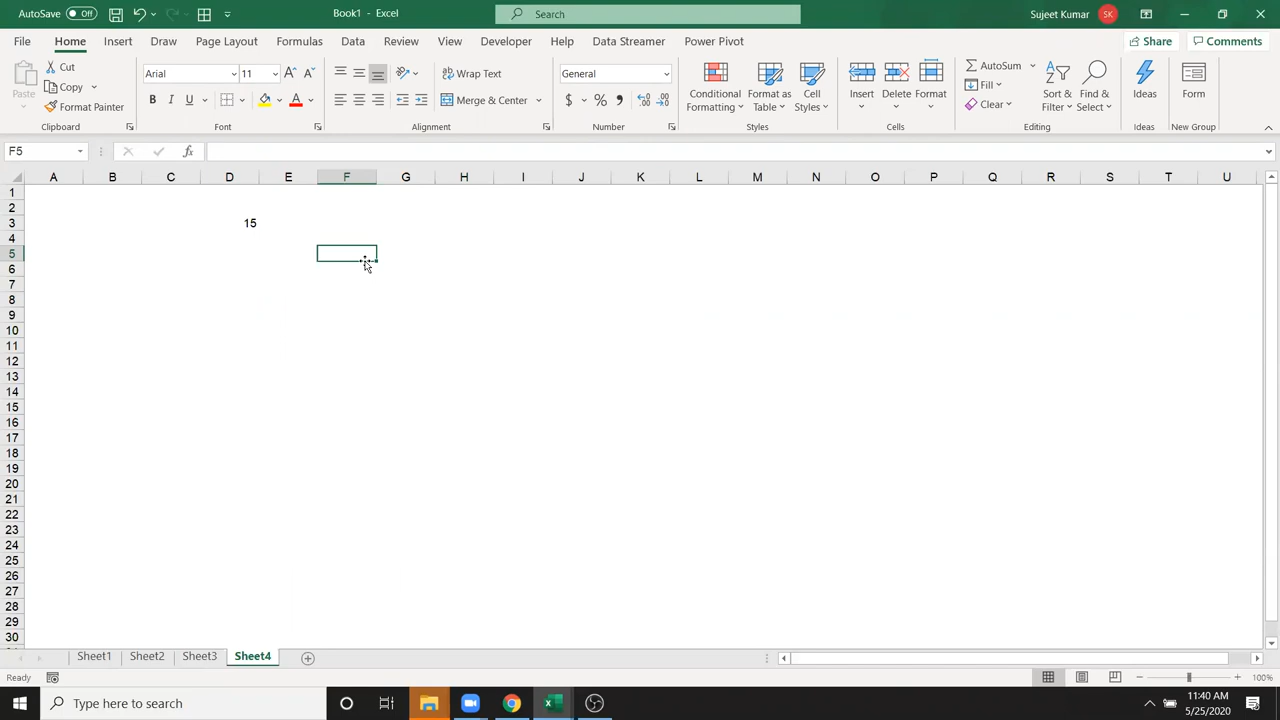 AutoSave Off Book1 - Excel Search Sujeet Kumar SK
File Home Insert Draw Page Layout Formulas Data Review View Developer Help Data Streamer Power Pivot Share Comments
Paste Cut Copy Format Painter Clipboard
Arial 11 A A B I U A Font
Wrap Text Merge & Center Alignment
General $ % , Number
Conditional Formatting Format as Table Cell Styles Styles
Insert Delete Format Cells
AutoSum Fill Clear Sort & Filter Find & Select Editing
Ideas Ideas
Form New Group
F5 fx
A B C D E F G H I J K L M N O P Q R S T U
1
2
3 15
4
5
6
7
8
9
10
11
12
13
14
15
16
17
18
19
20
21
22
23
24
25
26
27
28
29
30
Sheet1 Sheet2 Sheet3 Sheet4
Ready 100%
Type here to search 11:40 AM
5/25/2020